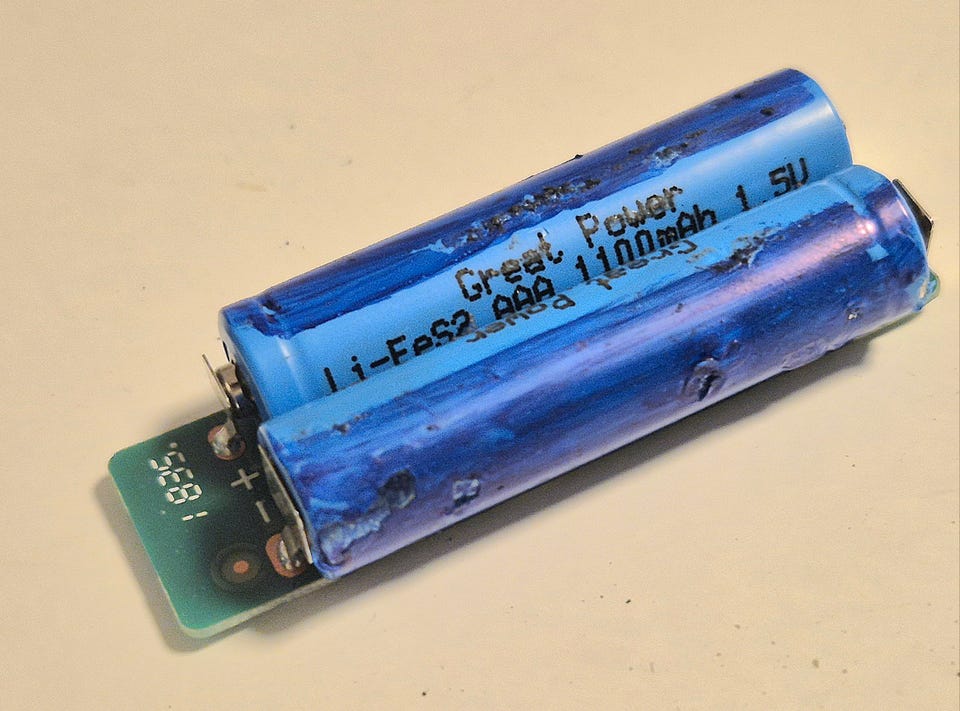 Great Power
Li-FeS2 AAA 1100mAh 1.5V
+
-